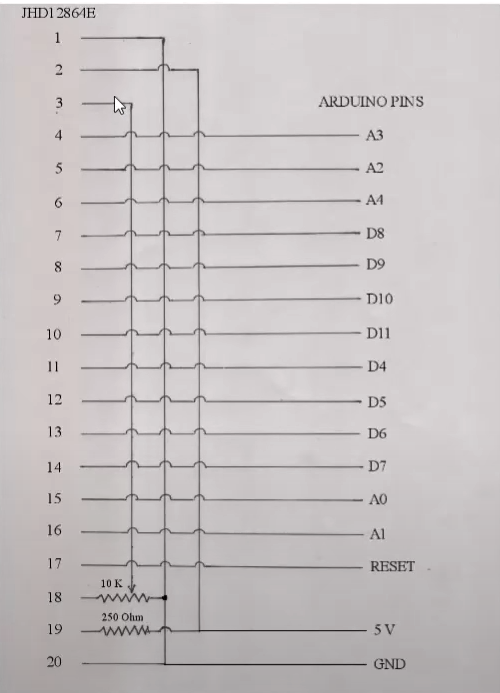 JHD12864E
1
2
3 ARDUINO PINS
4 A3
5 A2
6 A4
7 D8
8 D9
9 D10
10 D11
11 D4
12 D5
13 D6
14 D7
15 A0
16 A1
17 RESET
10 K
18
250 Ohm
19 5 V
20 GND